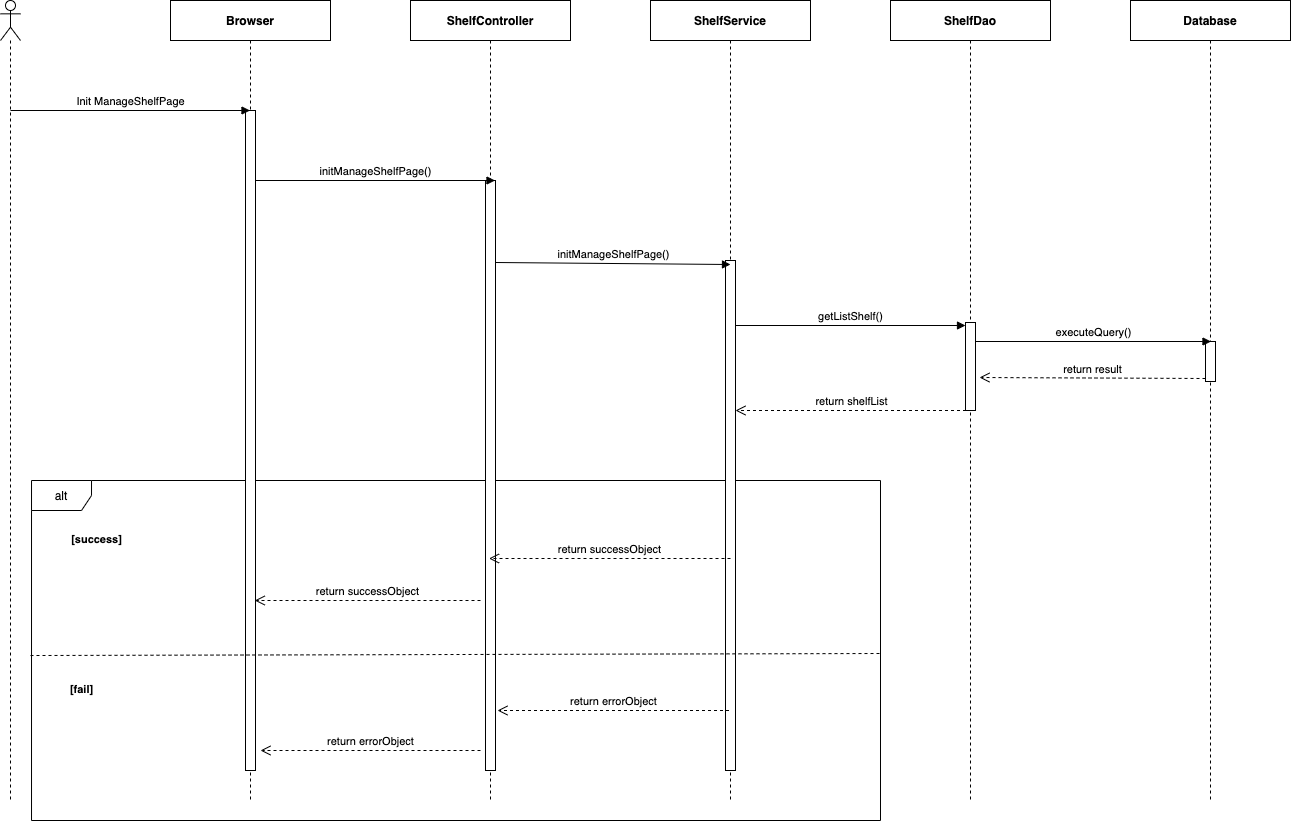 Browser
ShelfController
ShelfService
ShelfDao
Database
Init ManageShelfPage
initManageShelfPage()
initManageShelfPage()
getListShelf()
executeQuery()
return result
return shelfList
alt
[success]
return successObject
return successObject
[fail]
return errorObject
return errorObject